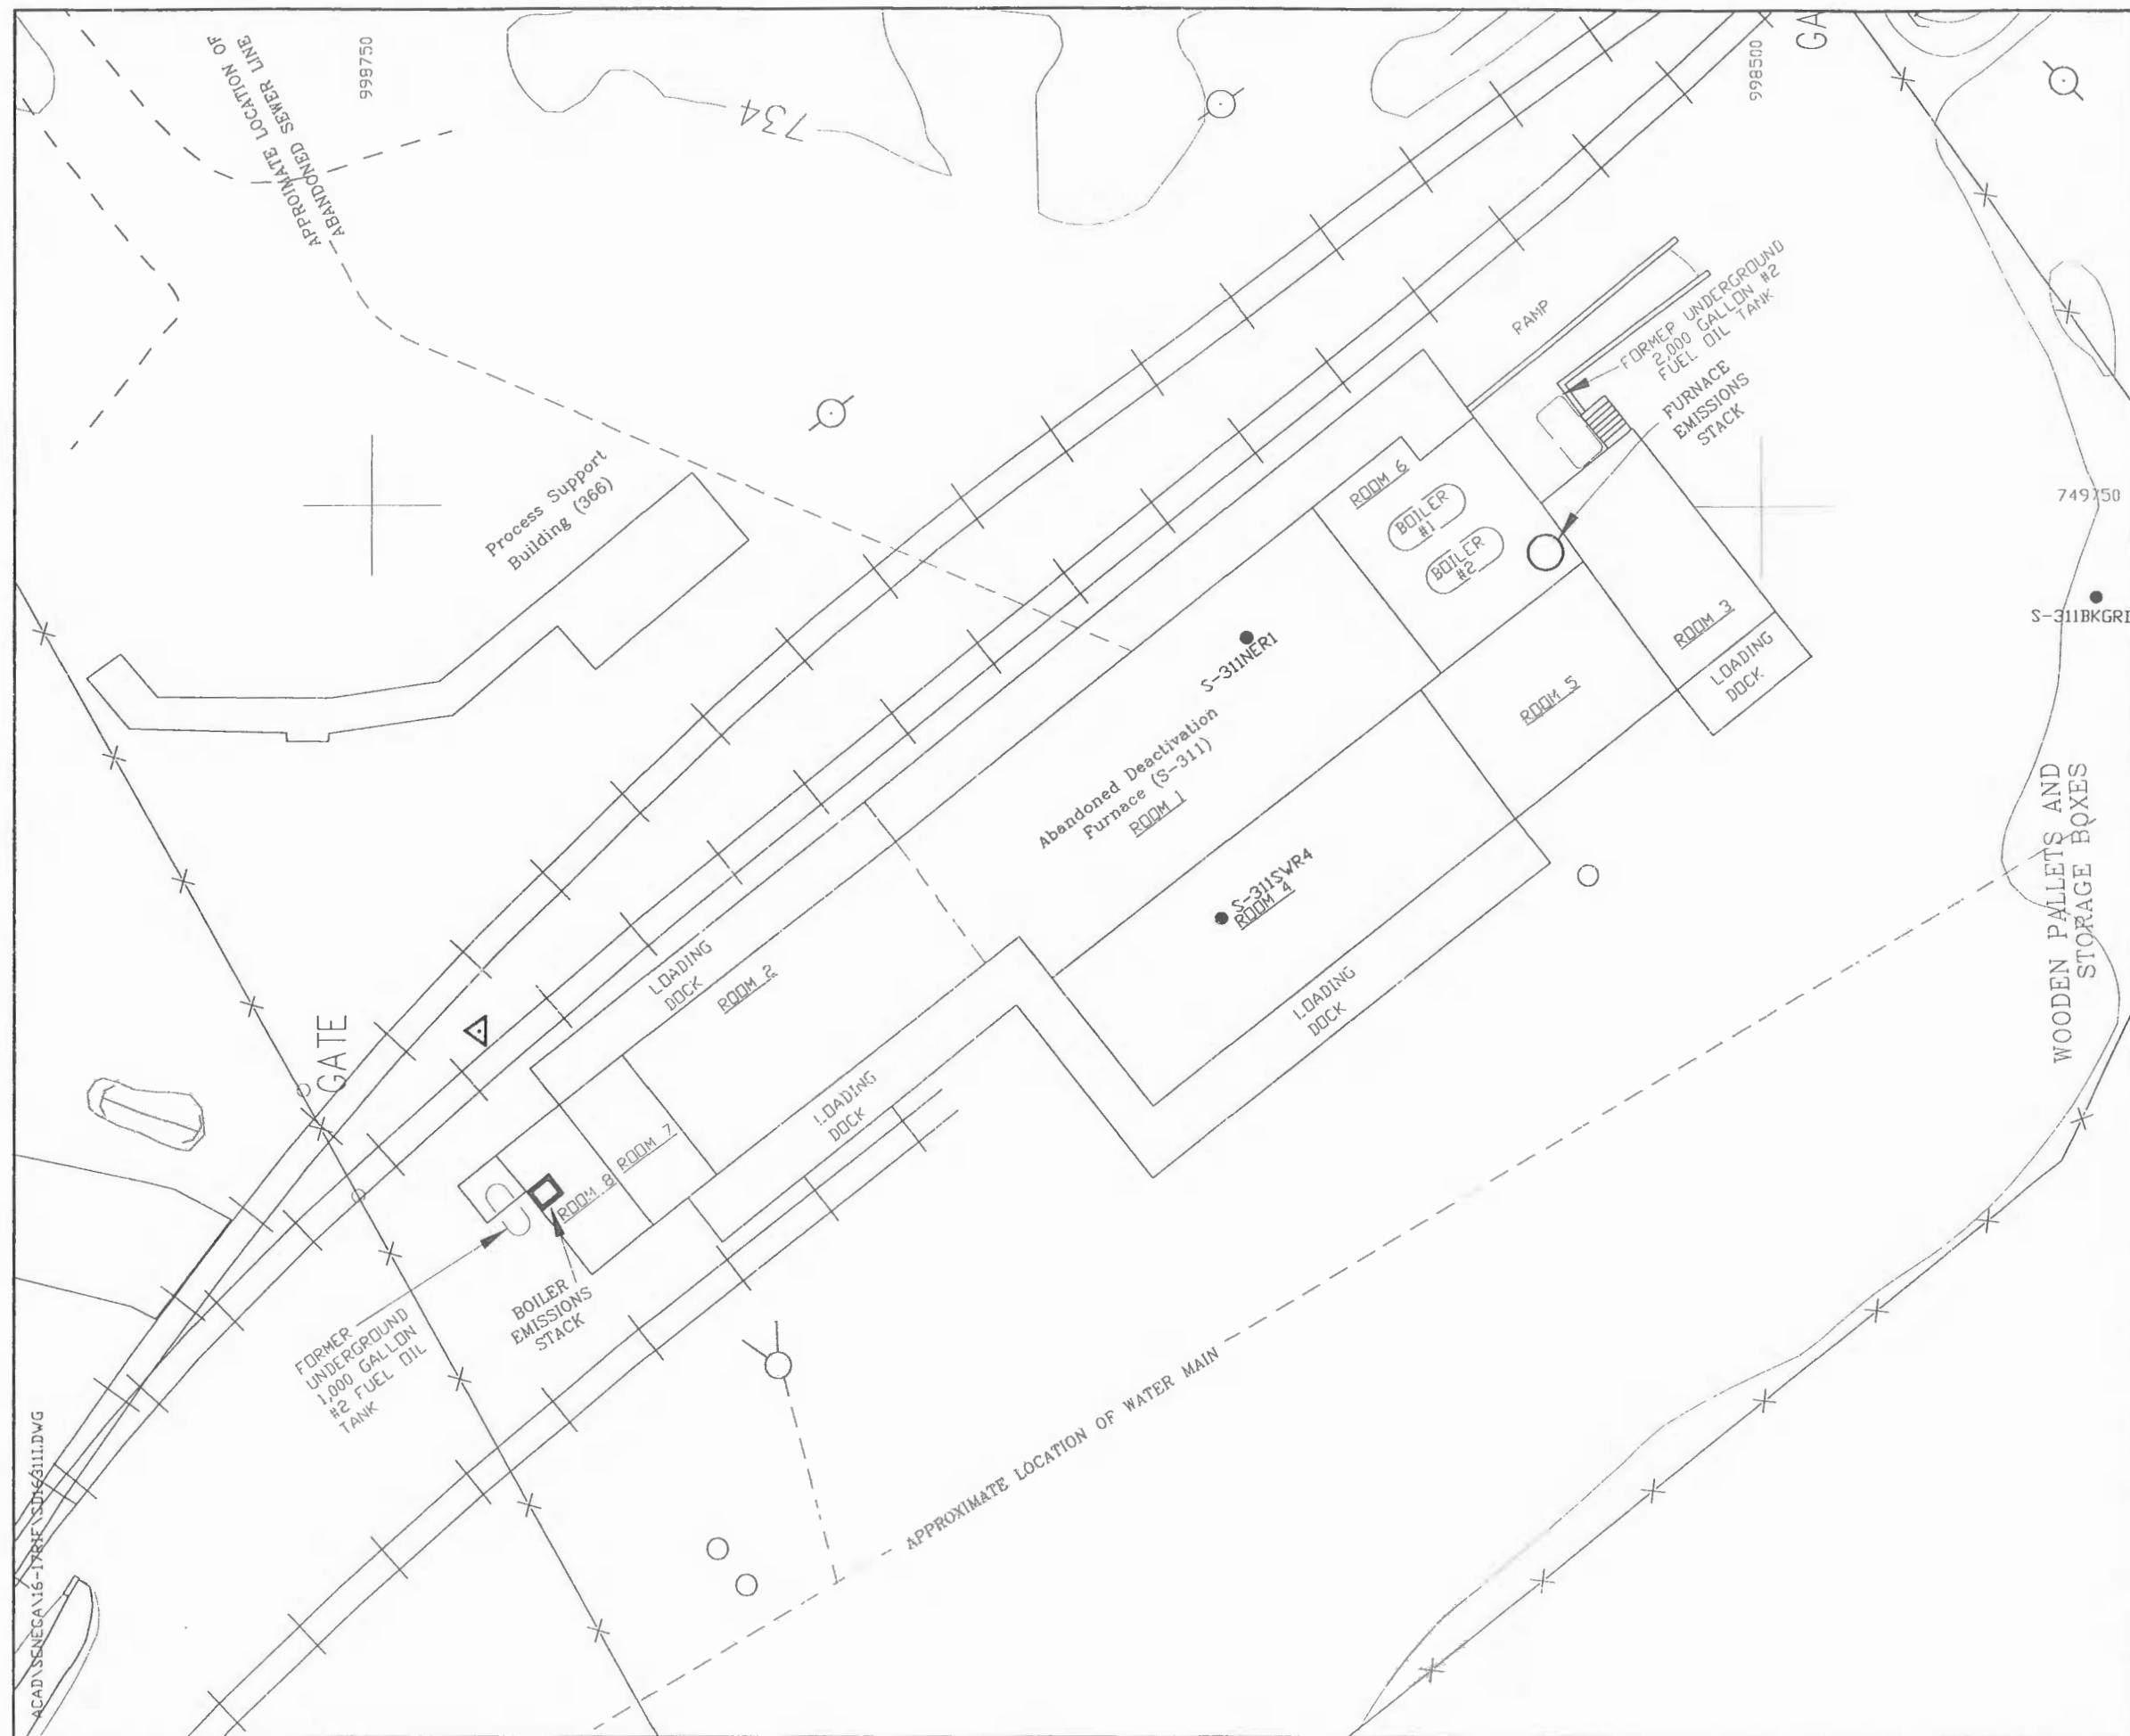 APPROIMATE LOCATION OF
ABANDONED SEWER LINE
998750
734
998500
GA
RAMP
FORMER UNDERGROUND
2,000 GALLON #2
FUEL OIL TANK
FURNACE
EMISSIONS
STACK
Process Support
Building (366)
ROOM 6
BOILER
#1
BOILER
#2
749750
S-311BKGR
ROOM 3
LOADING
DOCK
S-311NER1
ROOM 5
Abandoned Deactivation
Furnace (S-311)
ROOM 1
S-311SWR4
ROOM 4
WOODEN PALLETS AND
STORAGE BOXES
LOADING
DOCK
ROOM 2
LOADING
DOCK
GATE
LOADING
DOCK
ROOM 7
ROOM 8
BOILER
EMISSIONS
STACK
FORMER
UNDERGROUND
1,000 GALLON
#2 FUEL OIL
TANK
APPROXIMATE LOCATION OF WATER MAIN